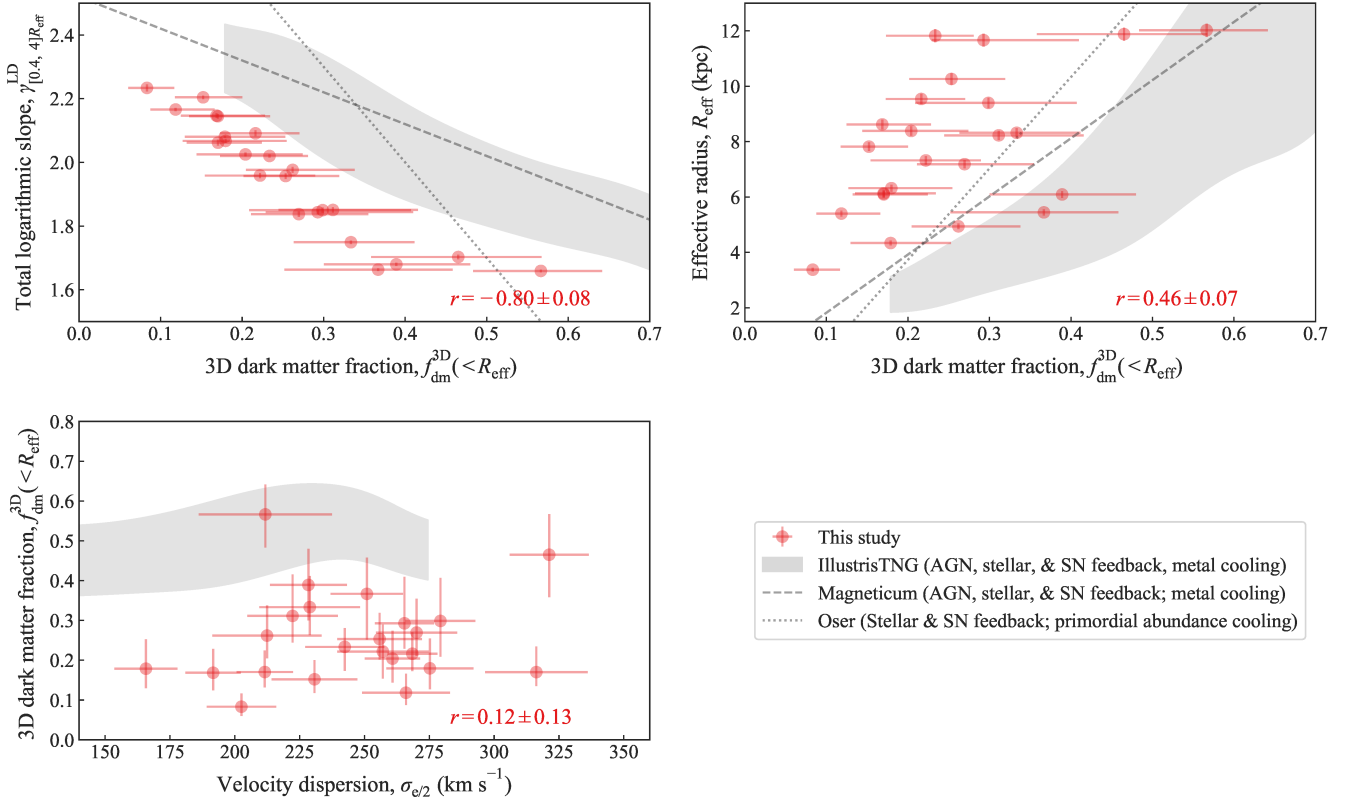 2.4
2.2
2.0
1.8
1.6
Total logarithmic slope, γ^LD_[0.4, 4]R_eff
r = −0.80 ± 0.08
0.0 0.1 0.2 0.3 0.4 0.5 0.6 0.7
3D dark matter fraction, f^3D_dm(<R_eff)
12
10
8
6
4
2
Effective radius, R_eff (kpc)
r = 0.46 ± 0.07
0.0 0.1 0.2 0.3 0.4 0.5 0.6 0.7
3D dark matter fraction, f^3D_dm(<R_eff)
0.8
0.7
0.6
0.5
0.4
0.3
0.2
0.1
0.0
3D dark matter fraction, f^3D_dm(<R_eff)
r = 0.12 ± 0.13
150 175 200 225 250 275 300 325 350
Velocity dispersion, σ_e/2 (km s^−1)
This study
IllustrisTNG (AGN, stellar, & SN feedback, metal cooling)
Magneticum (AGN, stellar, & SN feedback; metal cooling)
Oser (Stellar & SN feedback; primordial abundance cooling)